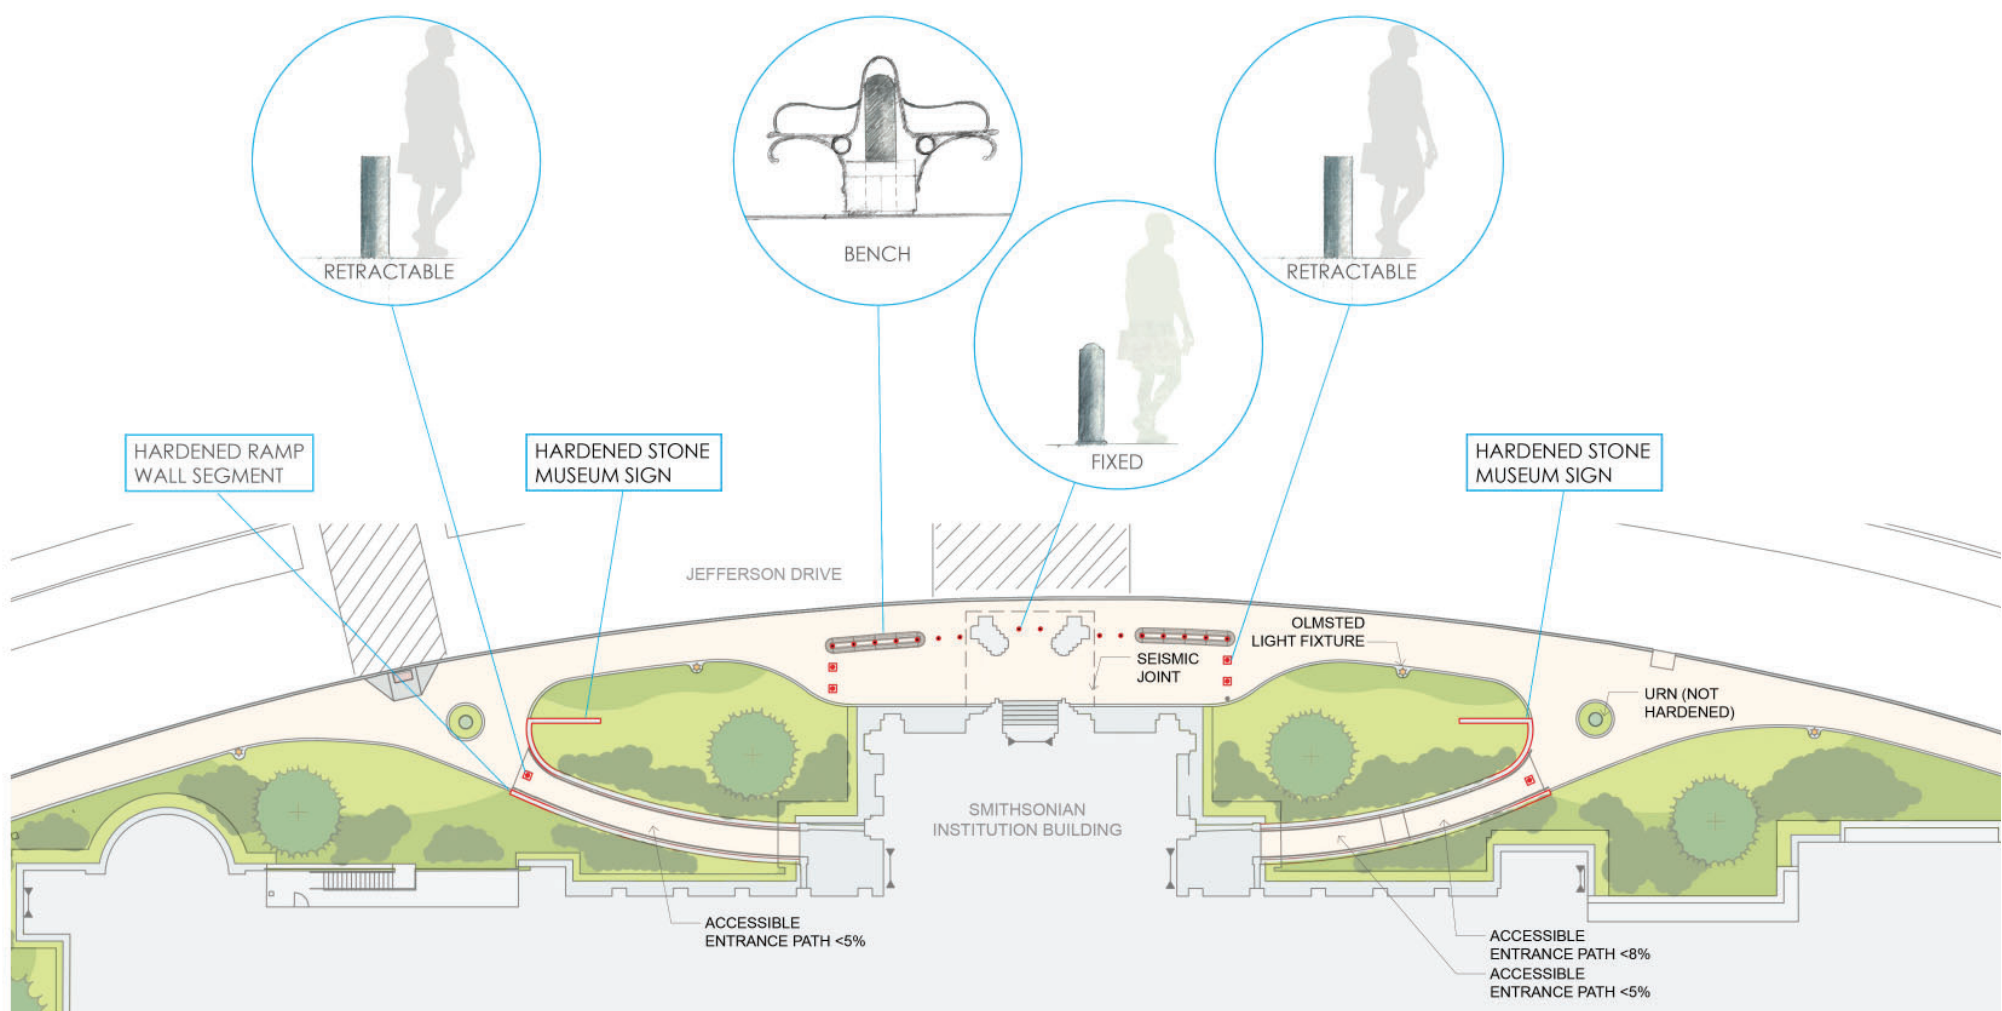 RETRACTABLE
BENCH
RETRACTABLE
FIXED
HARDENED RAMP
WALL SEGMENT
HARDENED STONE
MUSEUM SIGN
HARDENED STONE
MUSEUM SIGN
JEFFERSON DRIVE
OLMSTED
LIGHT FIXTURE
SEISMIC
JOINT
URN (NOT
HARDENED)
SMITHSONIAN
INSTITUTION BUILDING
ACCESSIBLE
ENTRANCE PATH <5%
ACCESSIBLE
ENTRANCE PATH <8%
ACCESSIBLE
ENTRANCE PATH <5%